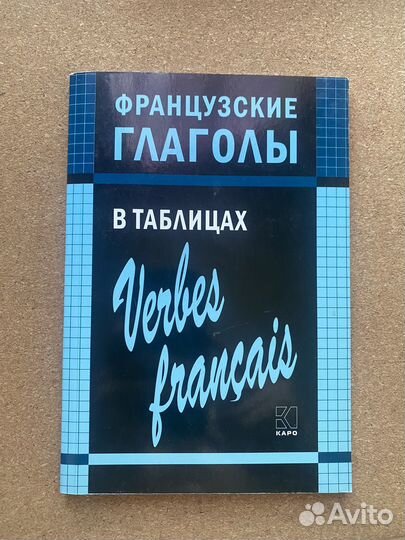 ФРАНЦУЗСКИЕ
ГЛАГОЛЫ
В ТАБЛИЦАХ
Verbes
français
КАРО
Avito